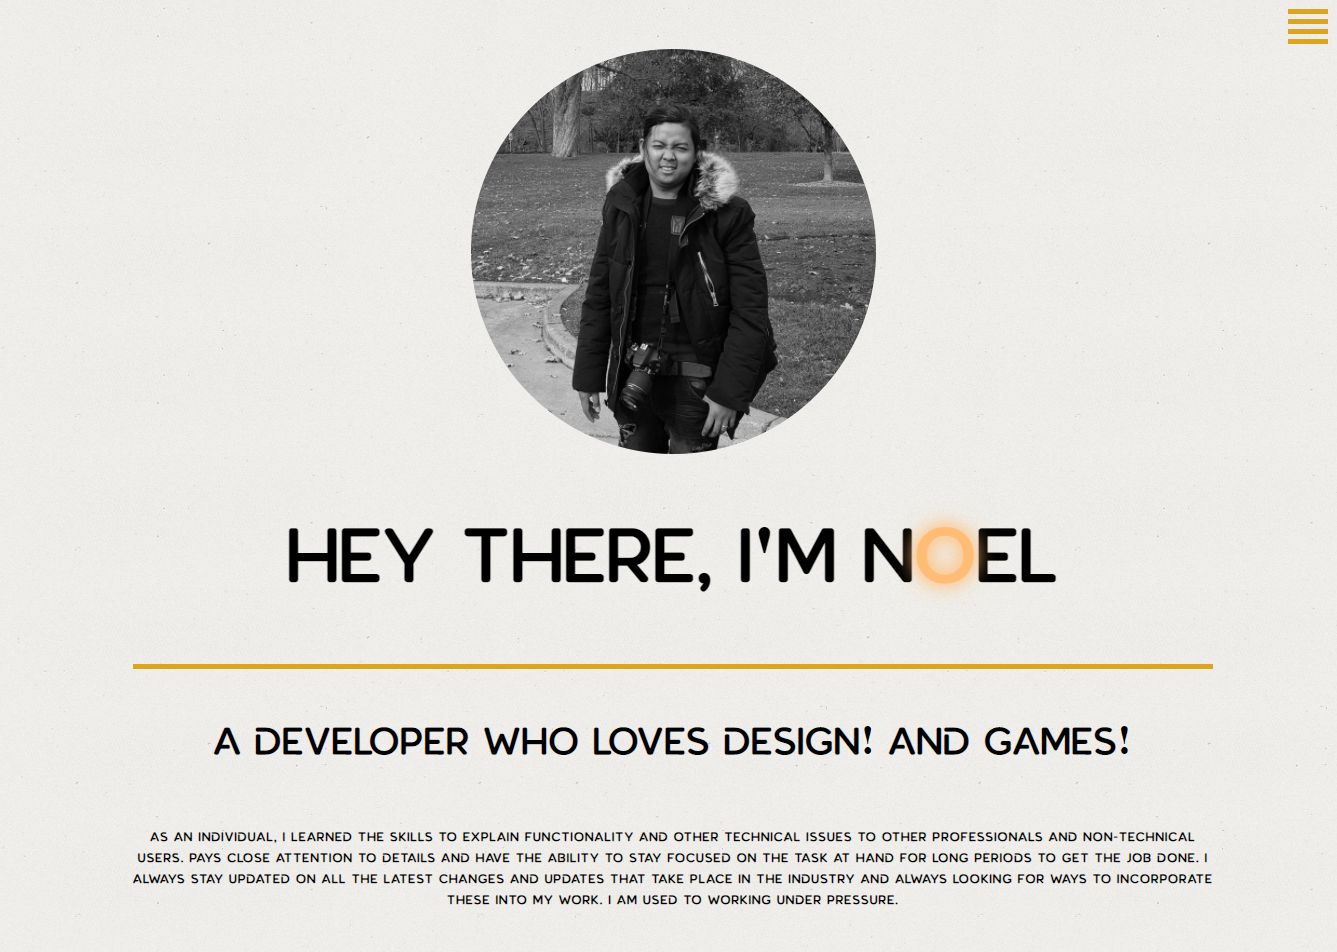 HEY THERE, I'M NOEL
A DEVELOPER WHO LOVES DESIGN! AND GAMES!
AS AN INDIVIDUAL, I LEARNED THE SKILLS TO EXPLAIN FUNCTIONALITY AND OTHER TECHNICAL ISSUES TO OTHER PROFESSIONALS AND NON-TECHNICAL
USERS. PAYS CLOSE ATTENTION TO DETAILS AND HAVE THE ABILITY TO STAY FOCUSED ON THE TASK AT HAND FOR LONG PERIODS TO GET THE JOB DONE. I
ALWAYS STAY UPDATED ON ALL THE LATEST CHANGES AND UPDATES THAT TAKE PLACE IN THE INDUSTRY AND ALWAYS LOOKING FOR WAYS TO INCORPORATE
THESE INTO MY WORK. I AM USED TO WORKING UNDER PRESSURE.